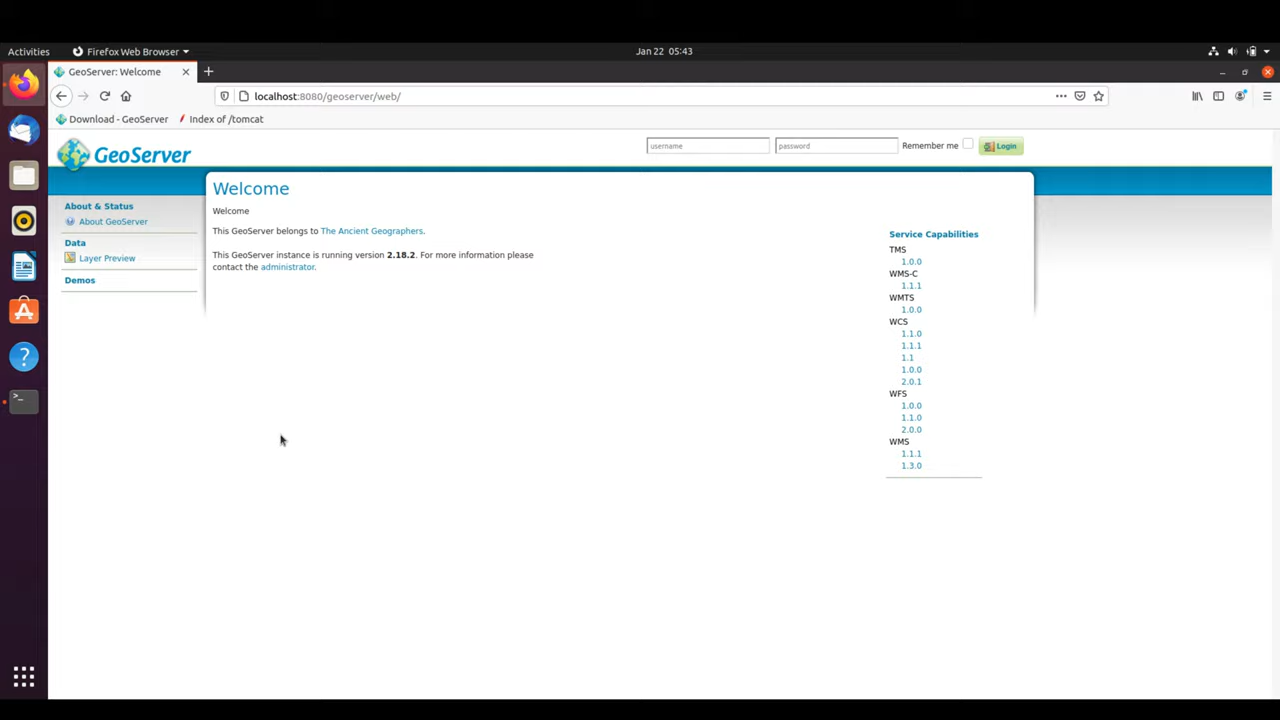 Activities
Firefox Web Browser
Jan 22 05:43
GeoServer: Welcome
localhost:8080/geoserver/web/
Download - GeoServer
Index of /tomcat
GeoServer
username
password
Remember me
Login
About & Status
About GeoServer
Data
Layer Preview
Demos
Welcome
Welcome
This GeoServer belongs to The Ancient Geographers.
This GeoServer instance is running version 2.18.2. For more information please
contact the administrator.
Service Capabilities
TMS
1.0.0
WMS-C
1.1.1
WMTS
1.0.0
WCS
1.1.0
1.1.1
1.1
1.0.0
2.0.1
WFS
1.0.0
1.1.0
2.0.0
WMS
1.1.1
1.3.0